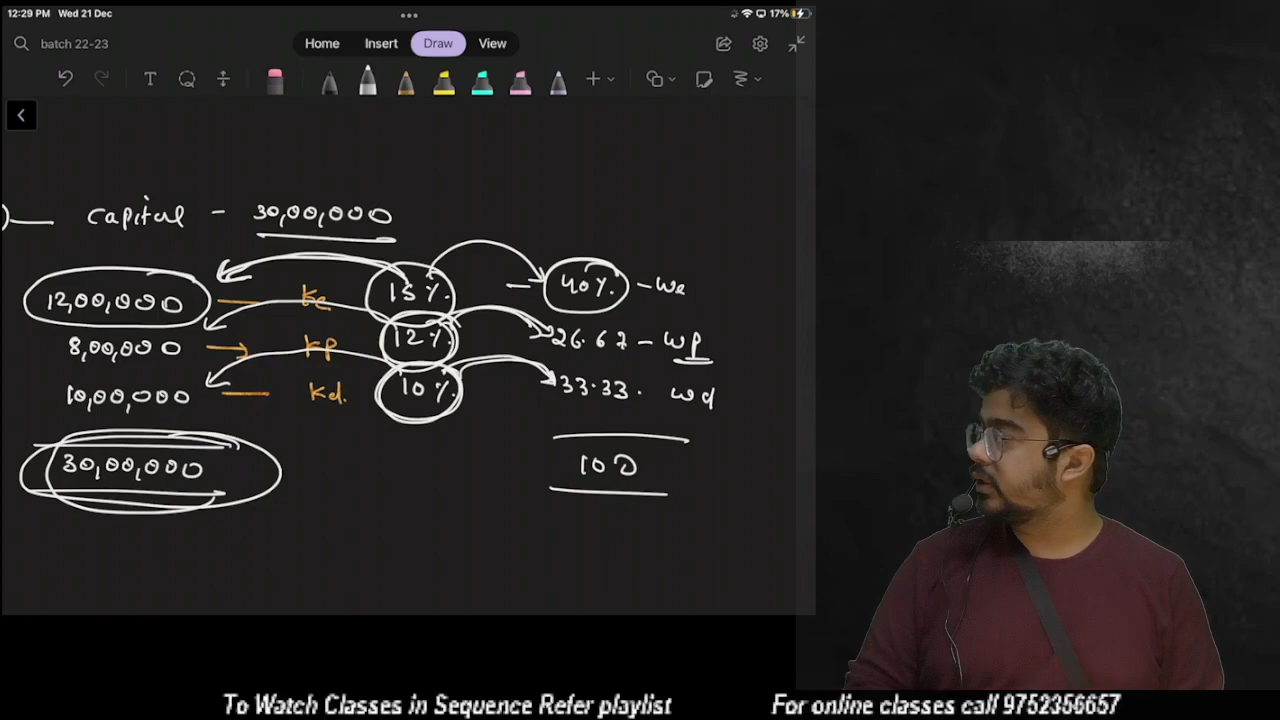 12:29 PM Wed 21 Dec
17%
batch 22-23
Home Insert Draw View
capital - 30,00,000
12,00,000 — Ke 15% - 40% - We
8,00,000 → Kp 12% 26.67 - Wp
10,00,000 — Kd. 10% 33.33. Wd
30,00,000 100
To Watch Classes in Sequence Refer playlist
For online classes call 9752356657